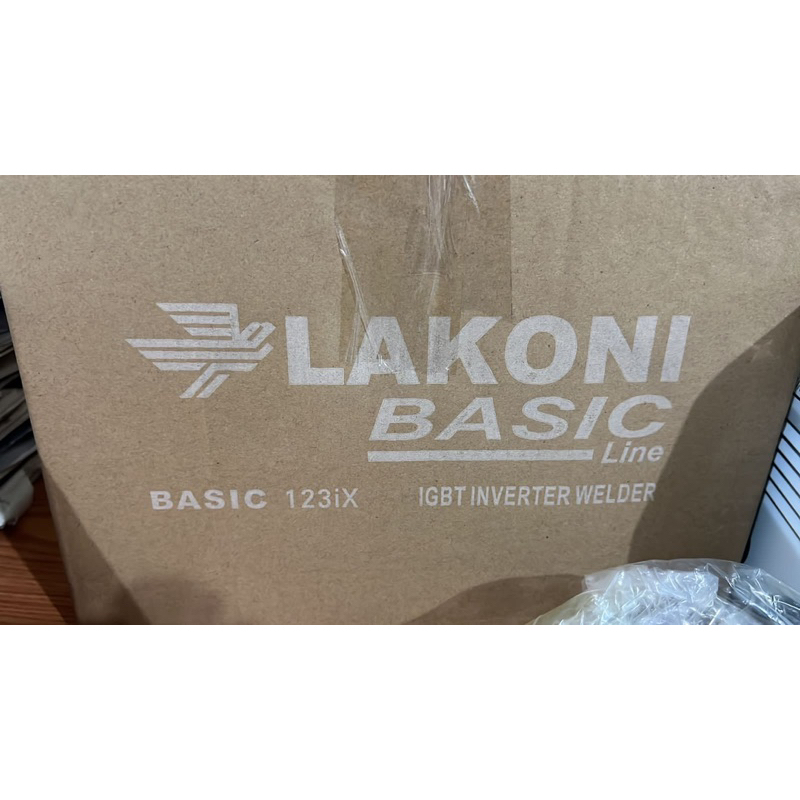 LAKONI
BASIC
Line
BASIC 123iX IGBT INVERTER WELDER